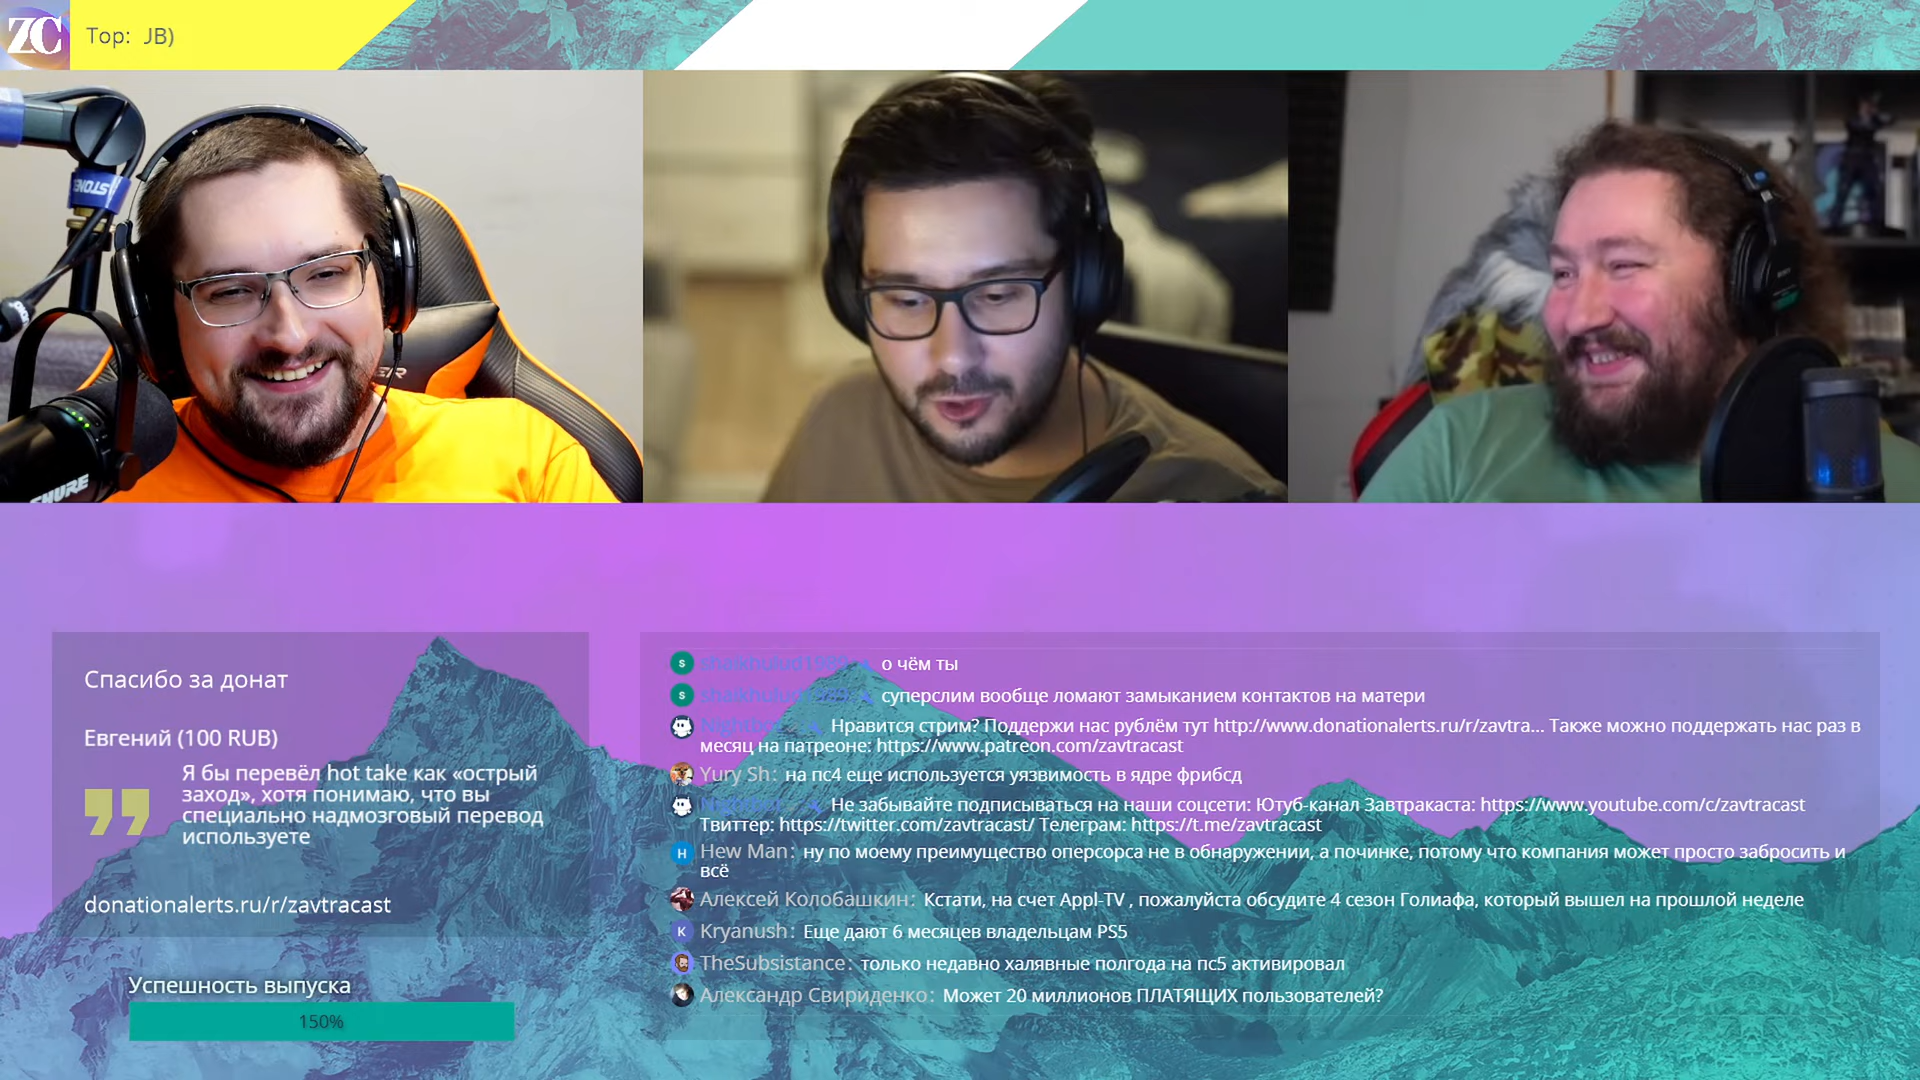 ZC
Top: JB)
SHURE
Спасибо за донат
Евгений (100 RUB)
Я бы перевёл hot take как «острый
заход», хотя понимаю, что вы
специально надмозговый перевод
используете
donationalerts.ru/r/zavtracast
Успешность выпуска
150%
S shaikhulud1989 о чём ты
S shaikhulud1989 суперслим вообще ломают замыканием контактов на матери
Nightbot Нравится стрим? Поддержи нас рублём тут http://www.donationalerts.ru/r/zavtra... Также можно поддержать нас раз в
месяц на патреоне: https://www.patreon.com/zavtracast
Yury Sh: на пс4 еще используется уязвимость в ядре фрибсд
Nightbot Не забывайте подписываться на наши соцсети: Ютуб-канал Завтракаста: https://www.youtube.com/c/zavtracast
Твиттер: https://twitter.com/zavtracast/ Телеграм: https://t.me/zavtracast
H Hew Man: ну по моему преимущество оперсорса не в обнаружении, а починке, потому что компания может просто забросить и
всё
Алексей Колобашкин: Кстати, на счет Appl-TV , пожалуйста обсудите 4 сезон Голиафа, который вышел на прошлой неделе
K Kryanush: Еще дают 6 месяцев владельцам PS5
TheSubsistance: только недавно халявные полгода на пс5 активировал
Александр Свириденко: Может 20 миллионов ПЛАТЯЩИХ пользователей?